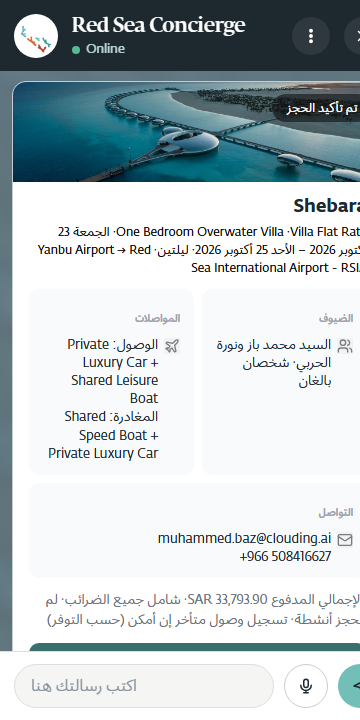 Red Sea Concierge
Online
تم تأكيد الحجز
Shebara
One Bedroom Overwater Villa · Villa Flat Rat· الجمعة 23
2026 – الأحد 25 أكتوبر 2026· ليلتين· Yanbu Airport → Red
Sea International Airport - RSI
الضيوف
السيد محمد باز ونورة
الحربي· شخصان
بالغان
المواصلات
الوصول: Private
Luxury Car +
Shared Leisure
Boat
المغادرة: Shared
Speed Boat +
Private Luxury Car
التواصل
muhammed.baz@clouding.ai
+966 508416627
الإجمالي المدفوع SAR 33,793.90· شامل جميع الضرائب· لم
تحجز أنشطة· تسجيل وصول متأخر إن أمكن (حسب التوفر)
اكتب رسالتك هنا